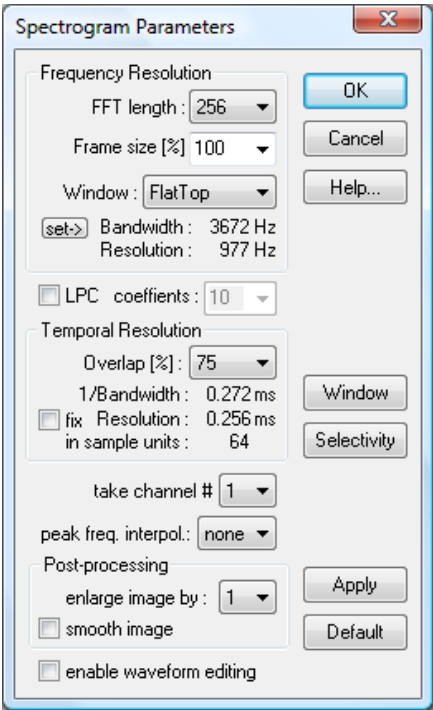 Spectrogram Parameters
Frequency Resolution
FFT length : 256
OK
Frame size [%] 100
Cancel
Window : FlatTop
Help...
set-> Bandwidth : 3672 Hz
Resolution : 977 Hz
LPC coeffients : 10
Temporal Resolution
Overlap [%] : 75
1/Bandwidth : 0.272 ms
Window
fix Resolution : 0.256 ms
in sample units : 64
Selectivity
take channel # 1
peak freq. interpol.: none
Post-processing
enlarge image by : 1
Apply
smooth image
Default
enable waveform editing